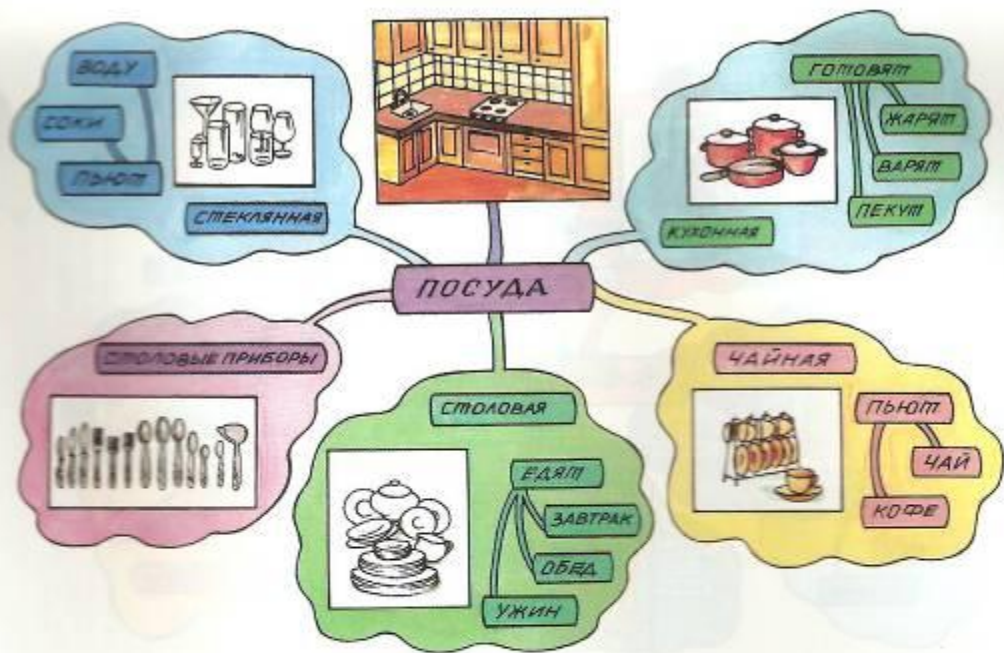 ВОДУ
СОКИ
ПЬЮТ
СТЕКЛЯННАЯ
ГОТОВЯТ
ЖАРЯТ
ВАРЯТ
ПЕКУТ
КУХОННАЯ
ПОСУДА
СТОЛОВЫЕ ПРИБОРЫ
СТОЛОВАЯ
ЕДЯТ
ЗАВТРАК
ОБЕД
УЖИН
ЧАЙНАЯ
ПЬЮТ
ЧАЙ
КОФЕ